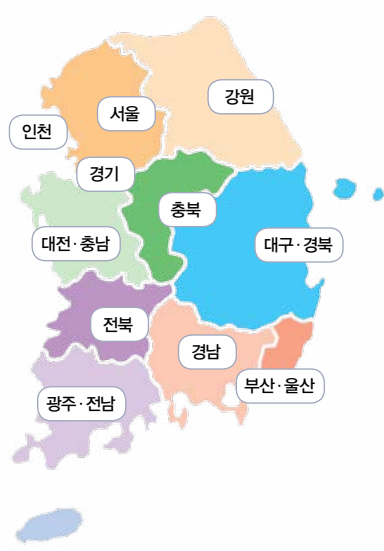 강원
서울
인천
경기
충북
대전·충남
대구·경북
전북
경남
부산·울산
광주·전남